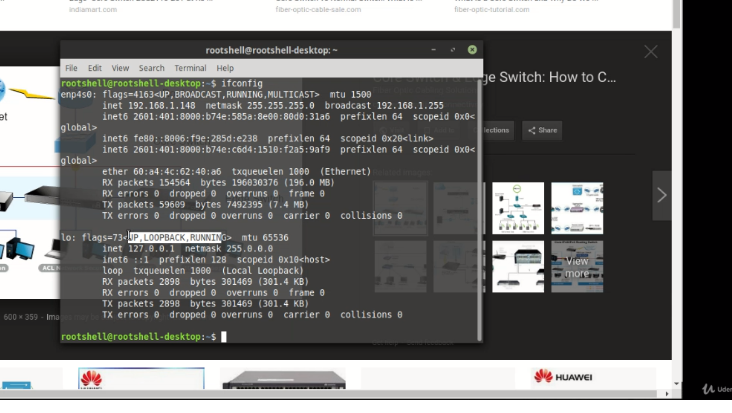 indiamart.com
fiber-optic-cable-sale.com
fiber-optic-tutorial.com
rootshell@rootshell-desktop: ~
File Edit View Search Terminal Help
rootshell@rootshell-desktop:~$ ifconfig
enp4s0: flags=4163<UP,BROADCAST,RUNNING,MULTICAST> mtu 1500
inet 192.168.1.148 netmask 255.255.255.0 broadcast 192.168.1.255
inet6 2601:401:8000:b74e:585a:8e00:80d0:31a6 prefixlen 64 scopeid 0x0<
global>
inet6 fe80::8006:f9e:285d:e238 prefixlen 64 scopeid 0x20<link>
inet6 2601:401:8000:b74e:c6d4:1510:f2a5:9af9 prefixlen 64 scopeid 0x0<
global>
ether 60:a4:4c:62:40:a6 txqueuelen 1000 (Ethernet)
RX packets 154564 bytes 196030376 (196.0 MB)
RX errors 0 dropped 0 overruns 0 frame 0
TX packets 59609 bytes 7492395 (7.4 MB)
TX errors 0 dropped 0 overruns 0 carrier 0 collisions 0
lo: flags=73<UP,LOOPBACK,RUNNING> mtu 65536
inet 127.0.0.1 netmask 255.0.0.0
inet6 ::1 prefixlen 128 scopeid 0x10<host>
loop txqueuelen 1000 (Local Loopback)
RX packets 2898 bytes 301469 (301.4 KB)
RX errors 0 dropped 0 overruns 0 frame 0
TX packets 2898 bytes 301469 (301.4 KB)
TX errors 0 dropped 0 overruns 0 carrier 0 collisions 0
rootshell@rootshell-desktop:~$
Edge Switch: How to C...
Share
View
more
600 × 359
HUAWEI
HUAWEI